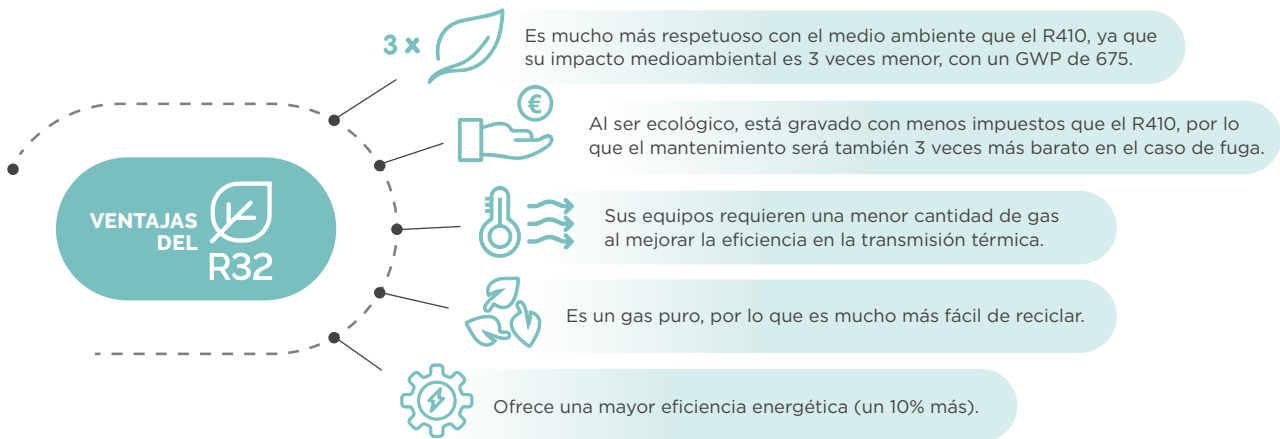 3 x
Es mucho más respetuoso con el medio ambiente que el R410, ya que
su impacto medioambiental es 3 veces menor, con un GWP de 675.
€
Al ser ecológico, está gravado con menos impuestos que el R410, por lo
que el mantenimiento será también 3 veces más barato en el caso de fuga.
VENTAJAS
DEL
R32
Sus equipos requieren una menor cantidad de gas
al mejorar la eficiencia en la transmisión térmica.
Es un gas puro, por lo que es mucho más fácil de reciclar.
Ofrece una mayor eficiencia energética (un 10% más).